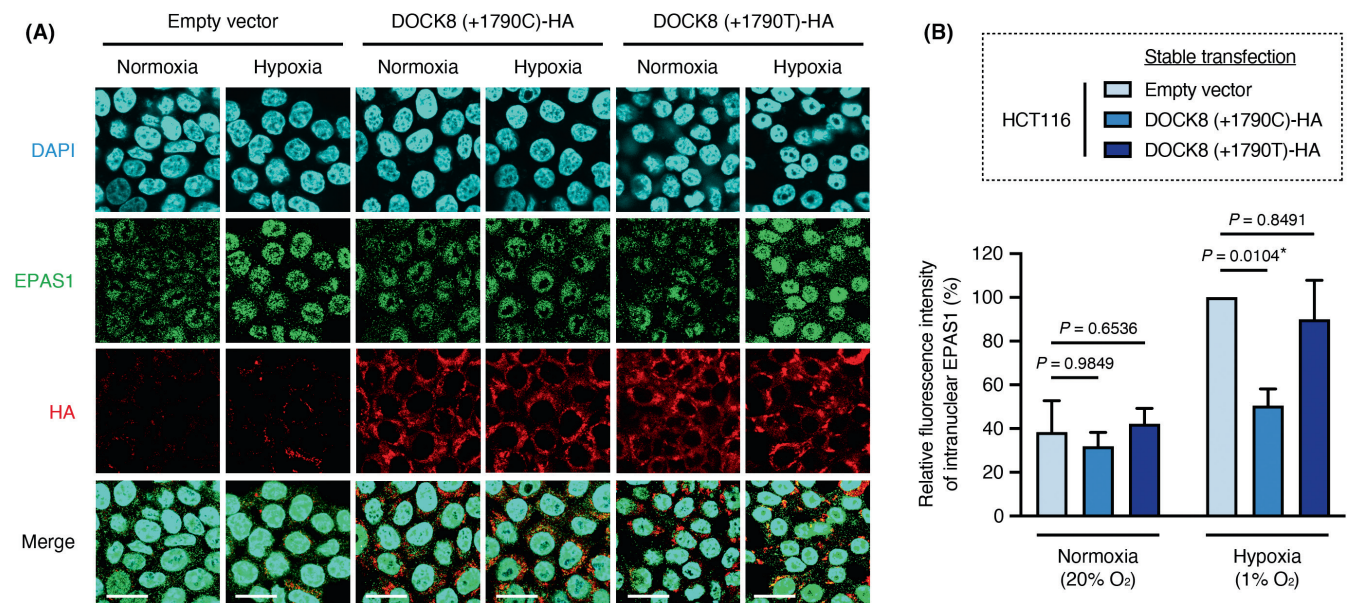 (A)
Empty vector
DOCK8 (+1790C)-HA
DOCK8 (+1790T)-HA
Normoxia
Hypoxia
Normoxia
Hypoxia
Normoxia
Hypoxia
DAPI
EPAS1
HA
Merge
(B)
Stable transfection
HCT116
Empty vector
DOCK8 (+1790C)-HA
DOCK8 (+1790T)-HA
Relative fluorescence intensity
of intranuclear EPAS1 (%)
120
100
80
60
40
20
0
P = 0.6536
P = 0.9849
P = 0.8491
P = 0.0104*
Normoxia
(20% O₂)
Hypoxia
(1% O₂)